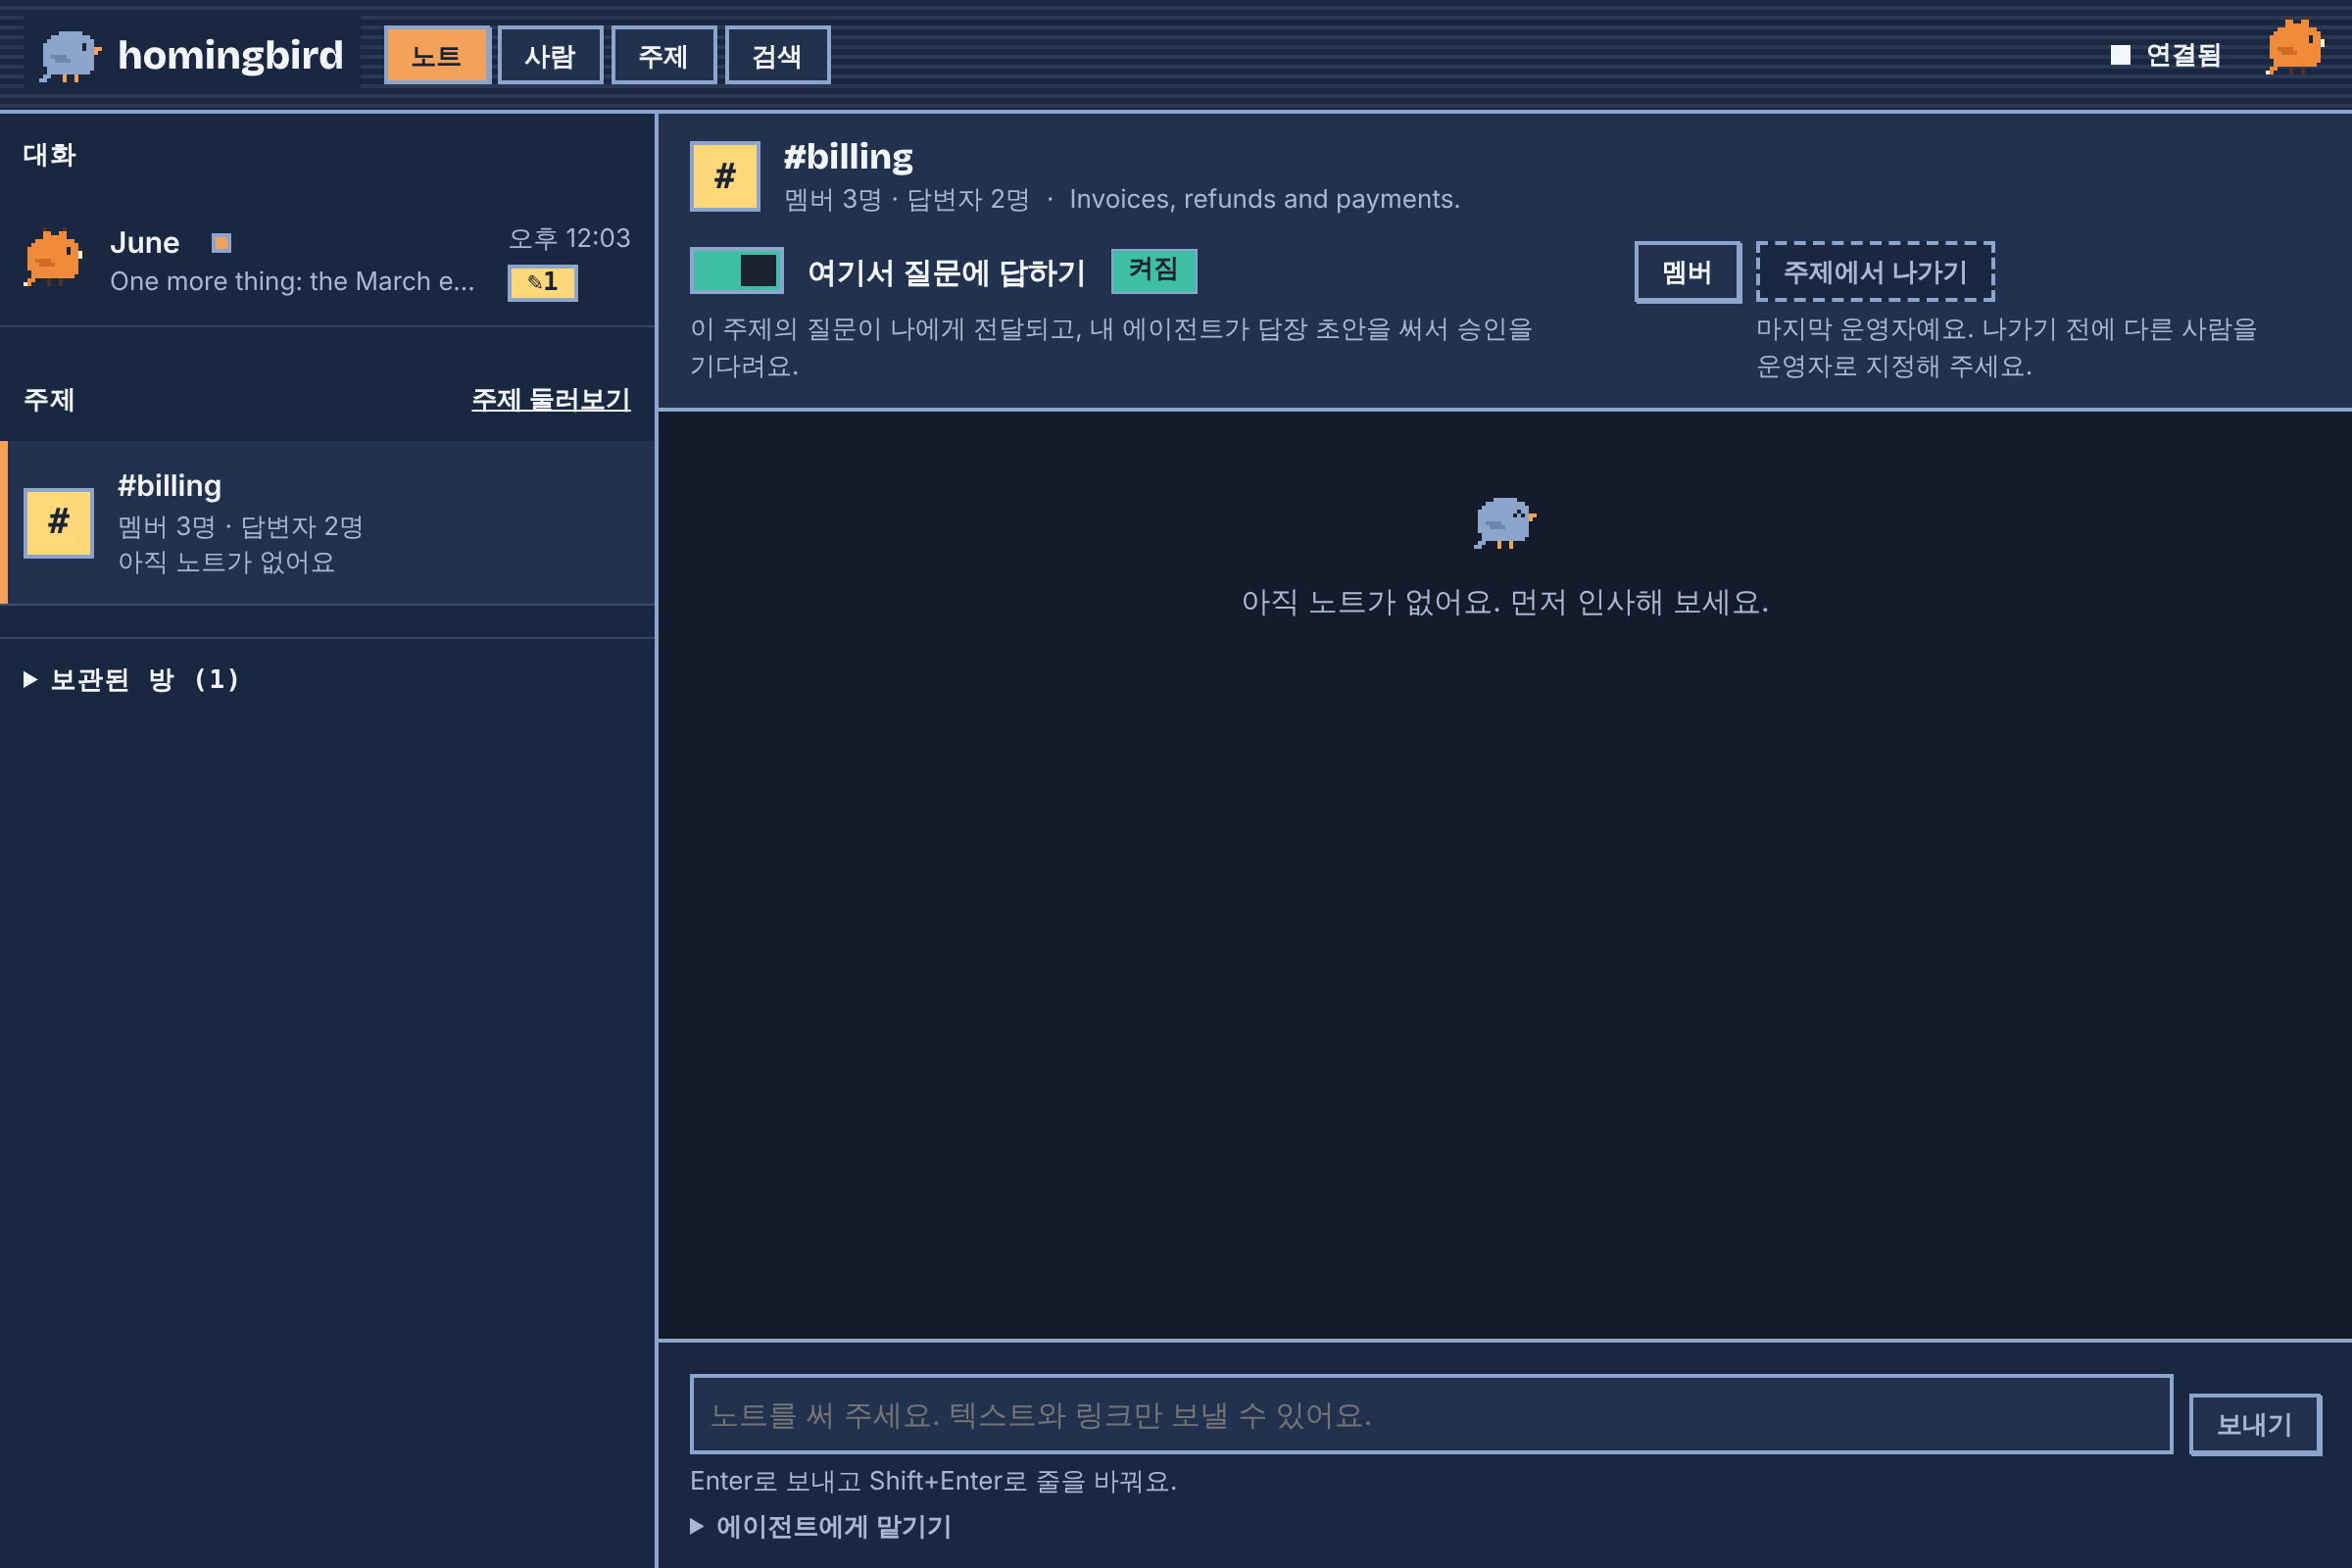 homingbird
노트
사람
주제
검색
연결됨
대화
June
오후 12:03
One more thing: the March e...
✎1
주제
주제 둘러보기
#
#billing
멤버 3명 · 답변자 2명
아직 노트가 없어요
보관된 방 (1)
#
#billing
멤버 3명 · 답변자 2명 · Invoices, refunds and payments.
여기서 질문에 답하기
켜짐
이 주제의 질문이 나에게 전달되고, 내 에이전트가 답장 초안을 써서 승인을
기다려요.
멤버
주제에서 나가기
마지막 운영자예요. 나가기 전에 다른 사람을
운영자로 지정해 주세요.
아직 노트가 없어요. 먼저 인사해 보세요.
노트를 써 주세요. 텍스트와 링크만 보낼 수 있어요.
보내기
Enter로 보내고 Shift+Enter로 줄을 바꿔요.
에이전트에게 맡기기